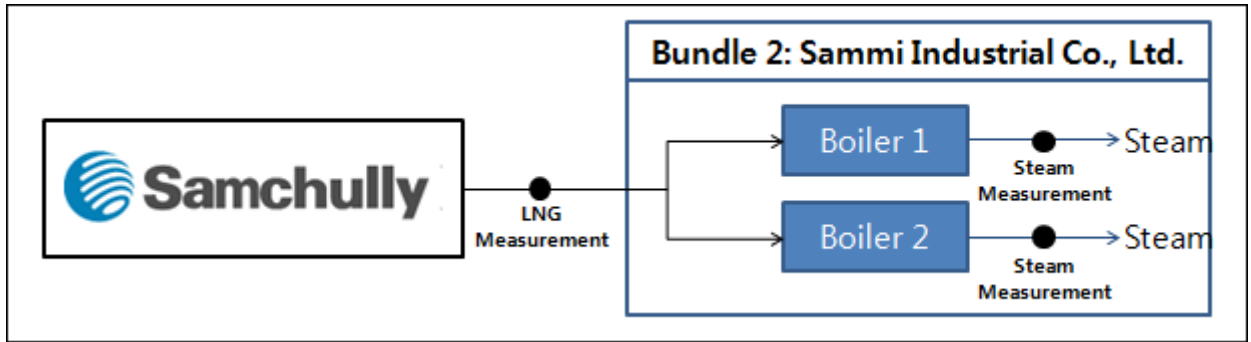 Bundle 2: Sammi Industrial Co., Ltd.
Samchully
LNG
Measurement
Boiler 1
Steam
Measurement
Steam
Boiler 2
Steam
Measurement
Steam